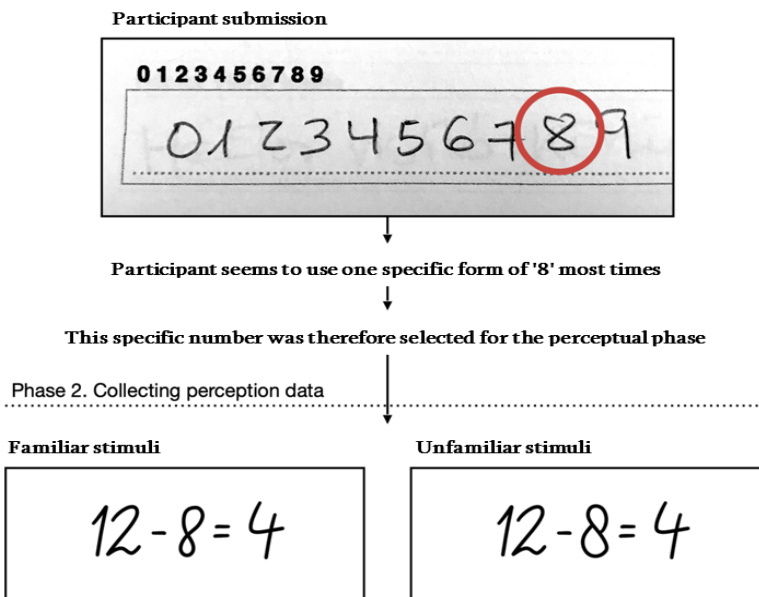 Participant submission
0123456789
0123456789
Participant seems to use one specific form of '8' most times
This specific number was therefore selected for the perceptual phase
Phase 2. Collecting perception data
Familiar stimuli
Unfamiliar stimuli
12-8=4
12-8=4